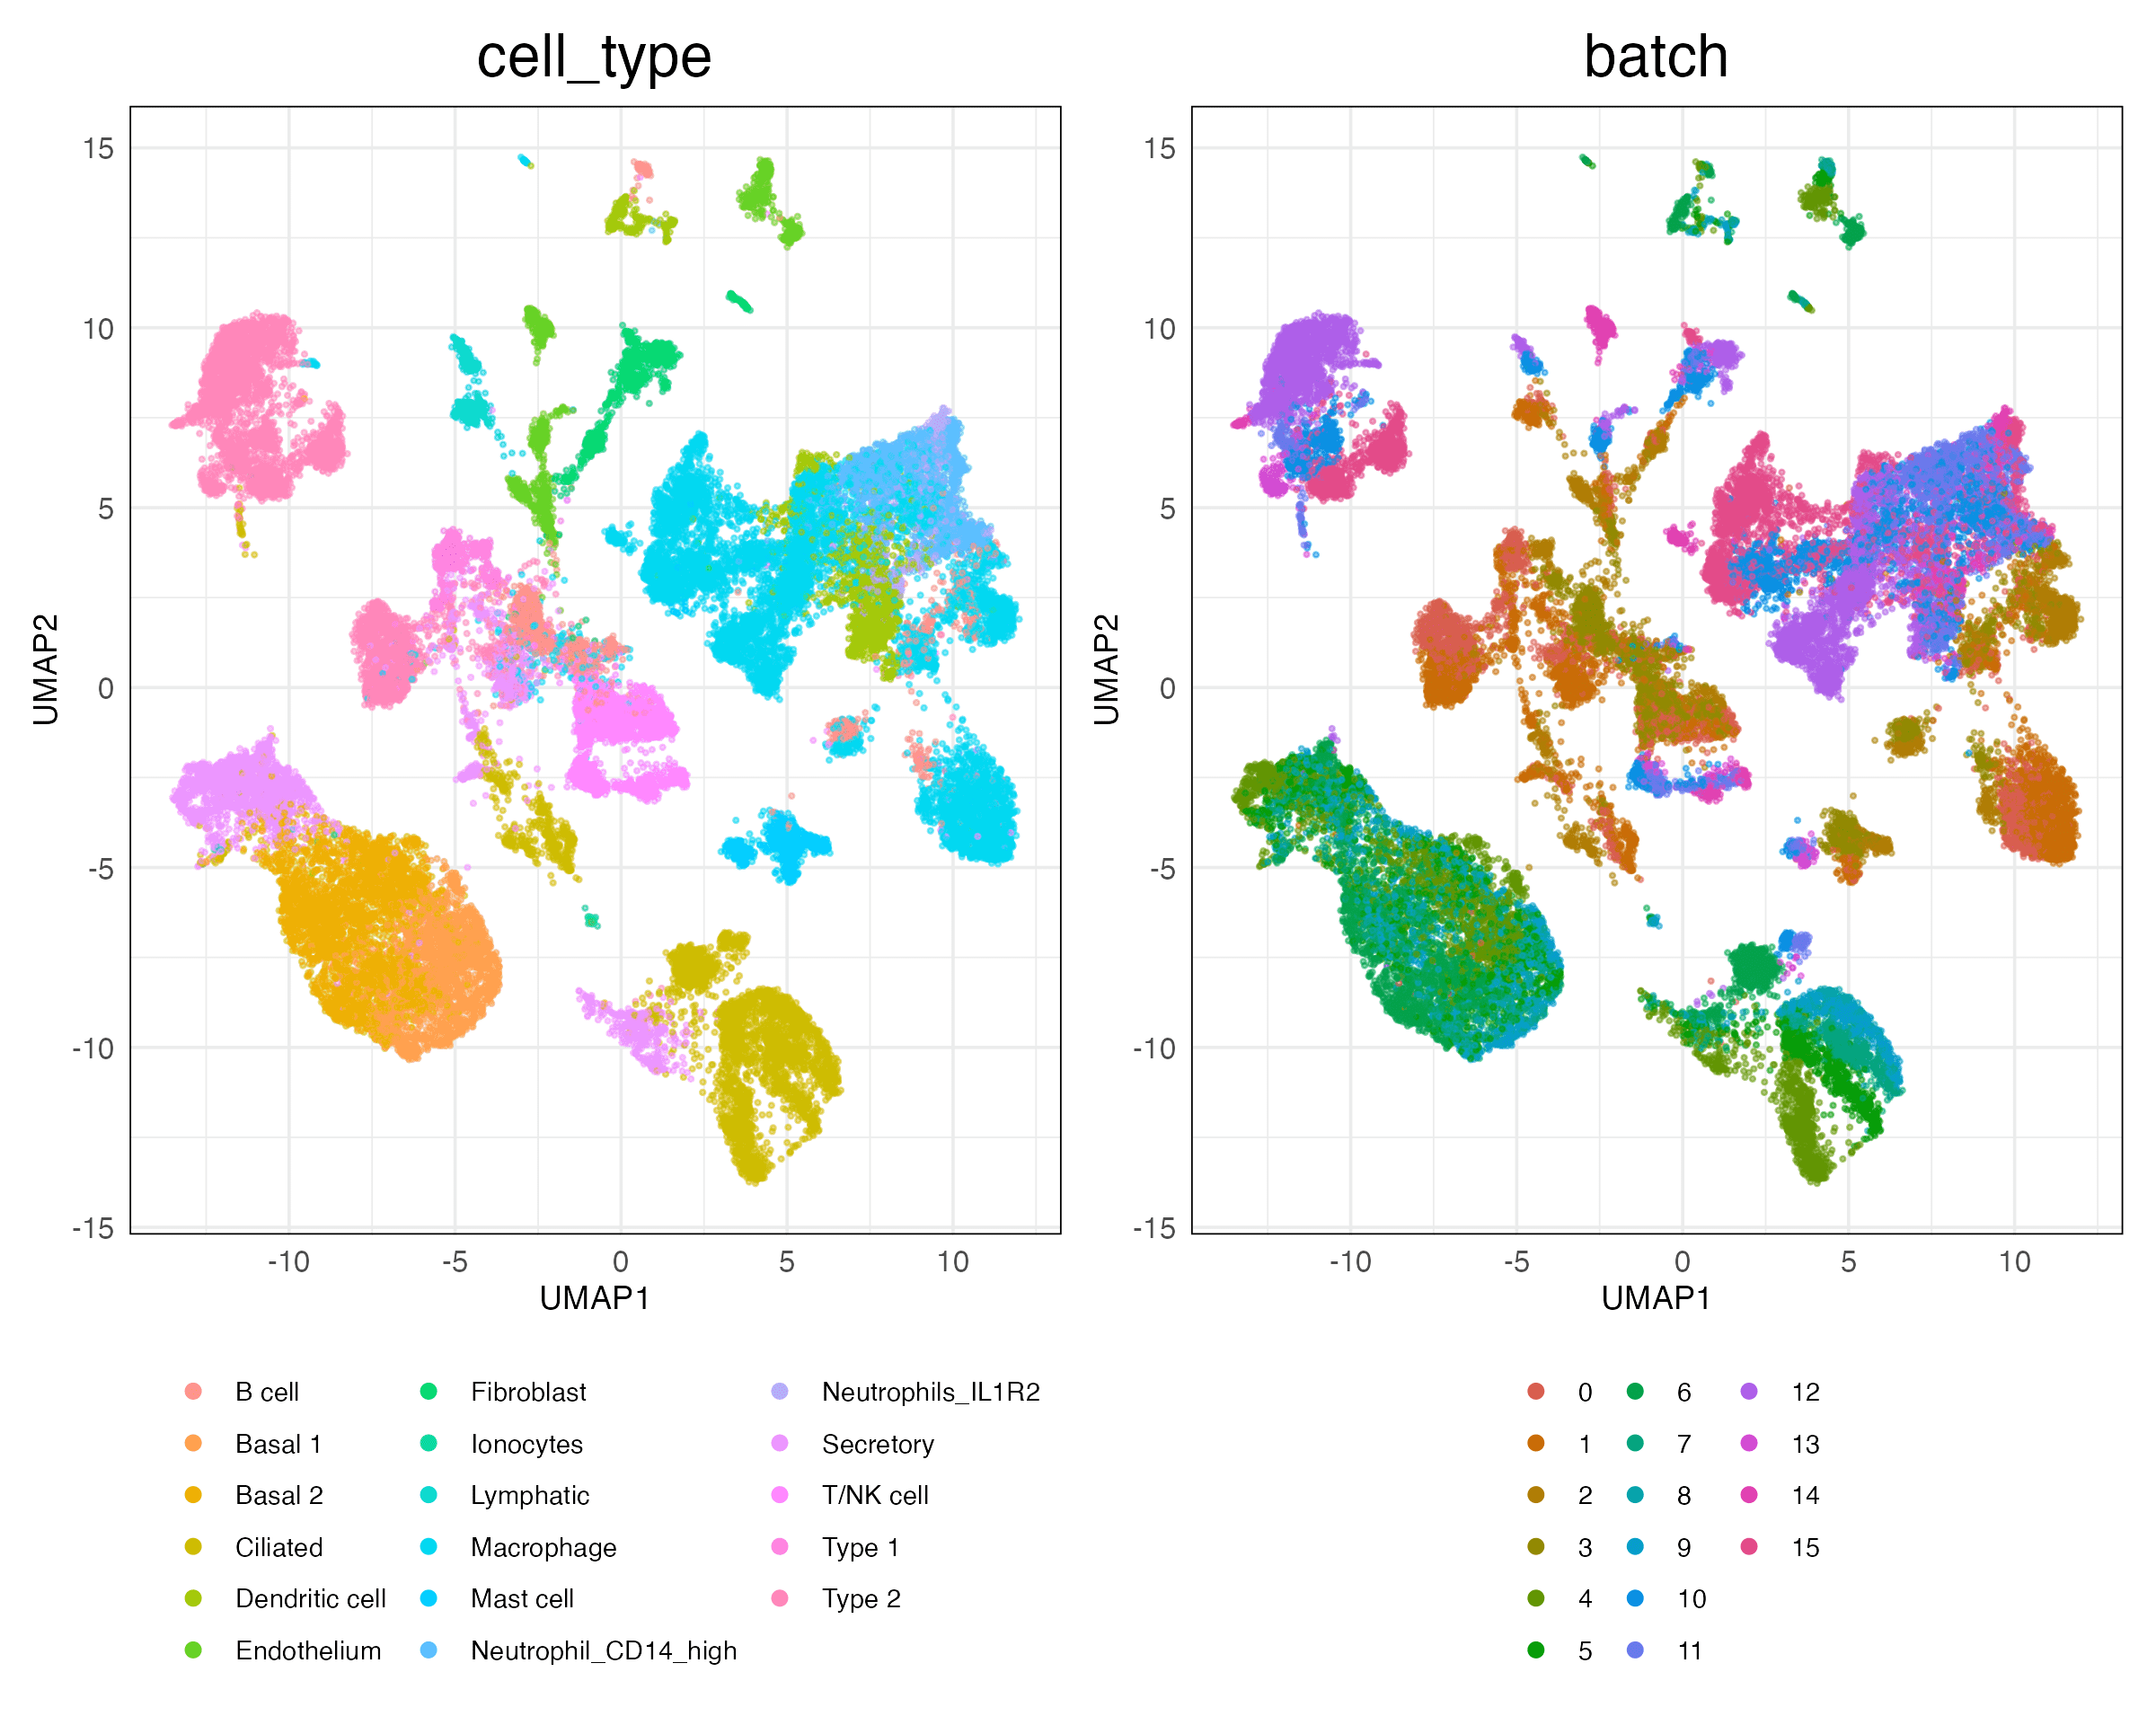 cell_type
batch
15
10
5
0
-5
-10
-15
UMAP2
-10 -5 0 5 10
UMAP1
15
10
5
0
-5
-10
-15
UMAP2
-10 -5 0 5 10
UMAP1
B cell
Basal 1
Basal 2
Ciliated
Dendritic cell
Endothelium
Fibroblast
Ionocytes
Lymphatic
Macrophage
Mast cell
Neutrophil_CD14_high
Neutrophils_IL1R2
Secretory
T/NK cell
Type 1
Type 2
0
1
2
3
4
5
6
7
8
9
10
11
12
13
14
15